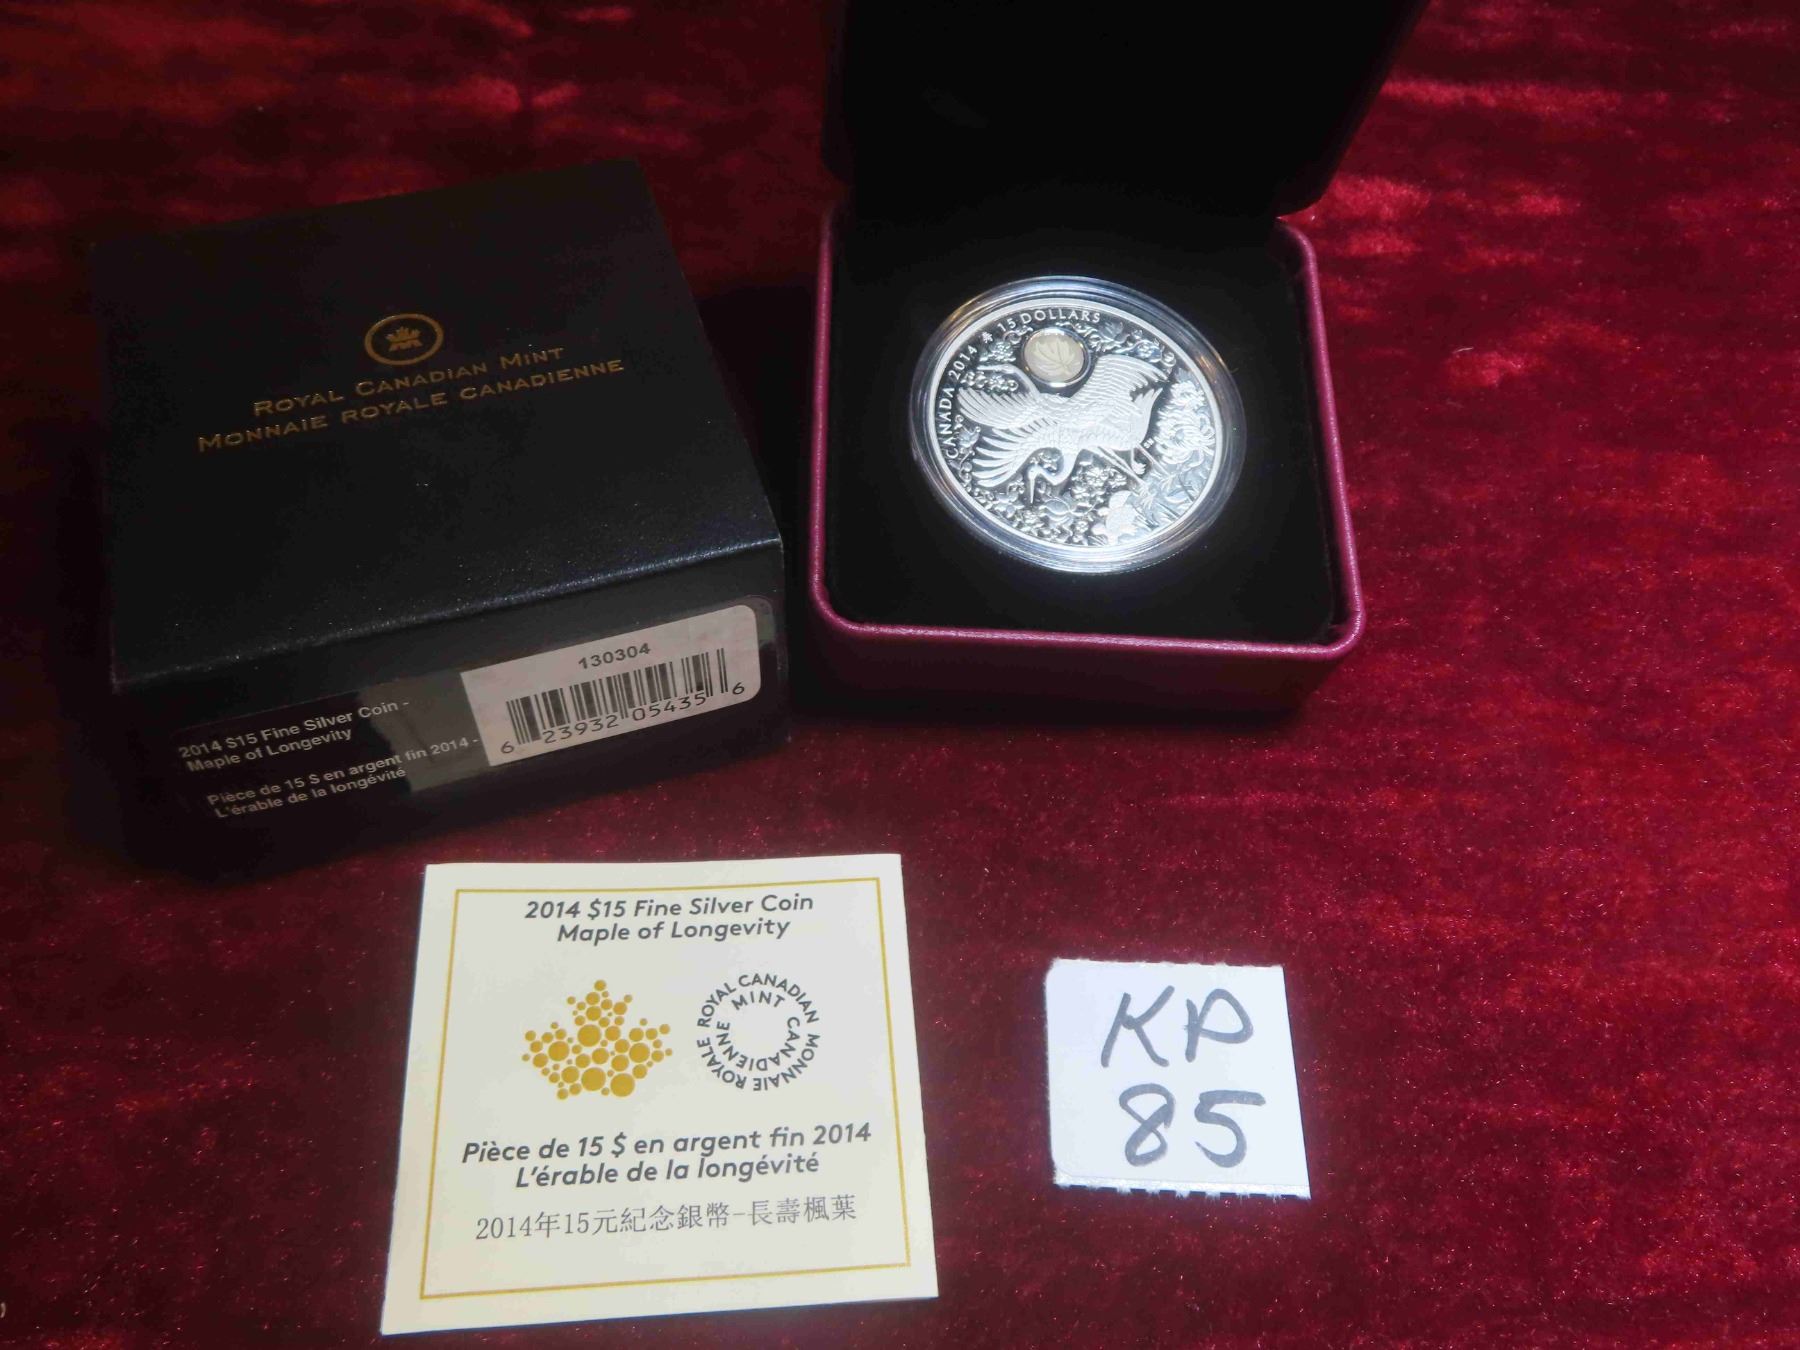 ROYAL CANADIAN MINT
MONNAIE ROYALE CANADIENNE
130304
6 23932 05435 6
2014 $15 Fine Silver Coin -
Maple of Longevity
Pièce de 15 $ en argent fin 2014 -
L'érable de la longévité
CANADA 2014 15 DOLLARS
2014 $15 Fine Silver Coin
Maple of Longevity
ROYAL CANADIAN MINT
MONNAIE ROYALE CANADIENNE
Pièce de 15 $ en argent fin 2014
L'érable de la longévité
2014年15元紀念銀幣-長壽楓葉
KP
85